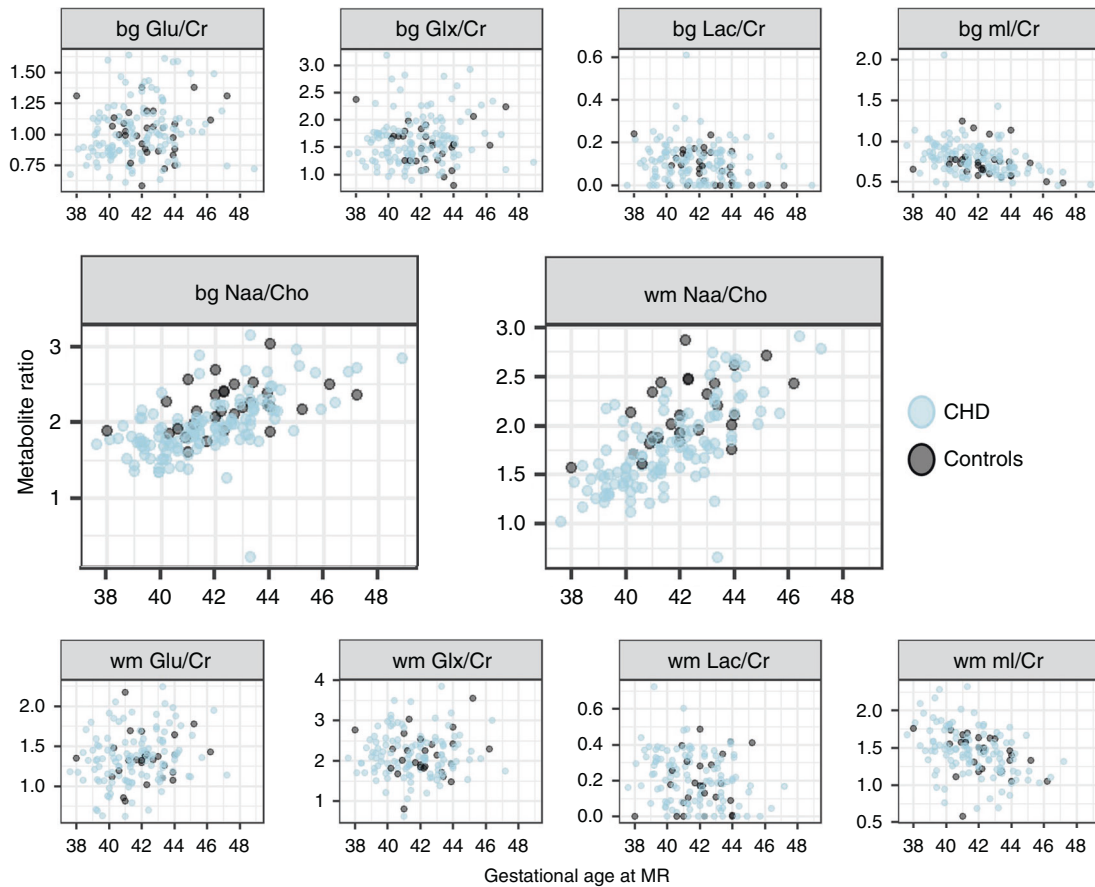 bg Glu/Cr
bg Glx/Cr
bg Lac/Cr
bg ml/Cr
1.50
1.00
0.75
38 40 42 44 46 48
3.0
2.5
2.0
1.5
1.0
38 40 42 44 46 48
0.6
0.4
0.2
0.0
38 40 42 44 46 48
2.0
1.5
1.0
0.5
38 40 42 44 46 48
bg Naa/Cho
wm Naa/Cho
Metabolite ratio
3
2
1
38 40 42 44 46 48
3.0
2.5
2.0
1.5
1.0
38 40 42 44 46 48
CHD
Controls
wm Glu/Cr
wm Glx/Cr
wm Lac/Cr
wm ml/Cr
2.0
1.5
1.0
38 40 42 44 46 48
4
3
2
1
38 40 42 44 46 48
0.6
0.4
0.2
0.0
38 40 42 44 46 48
2.0
1.5
1.0
0.5
38 40 42 44 46 48
Gestational age at MR